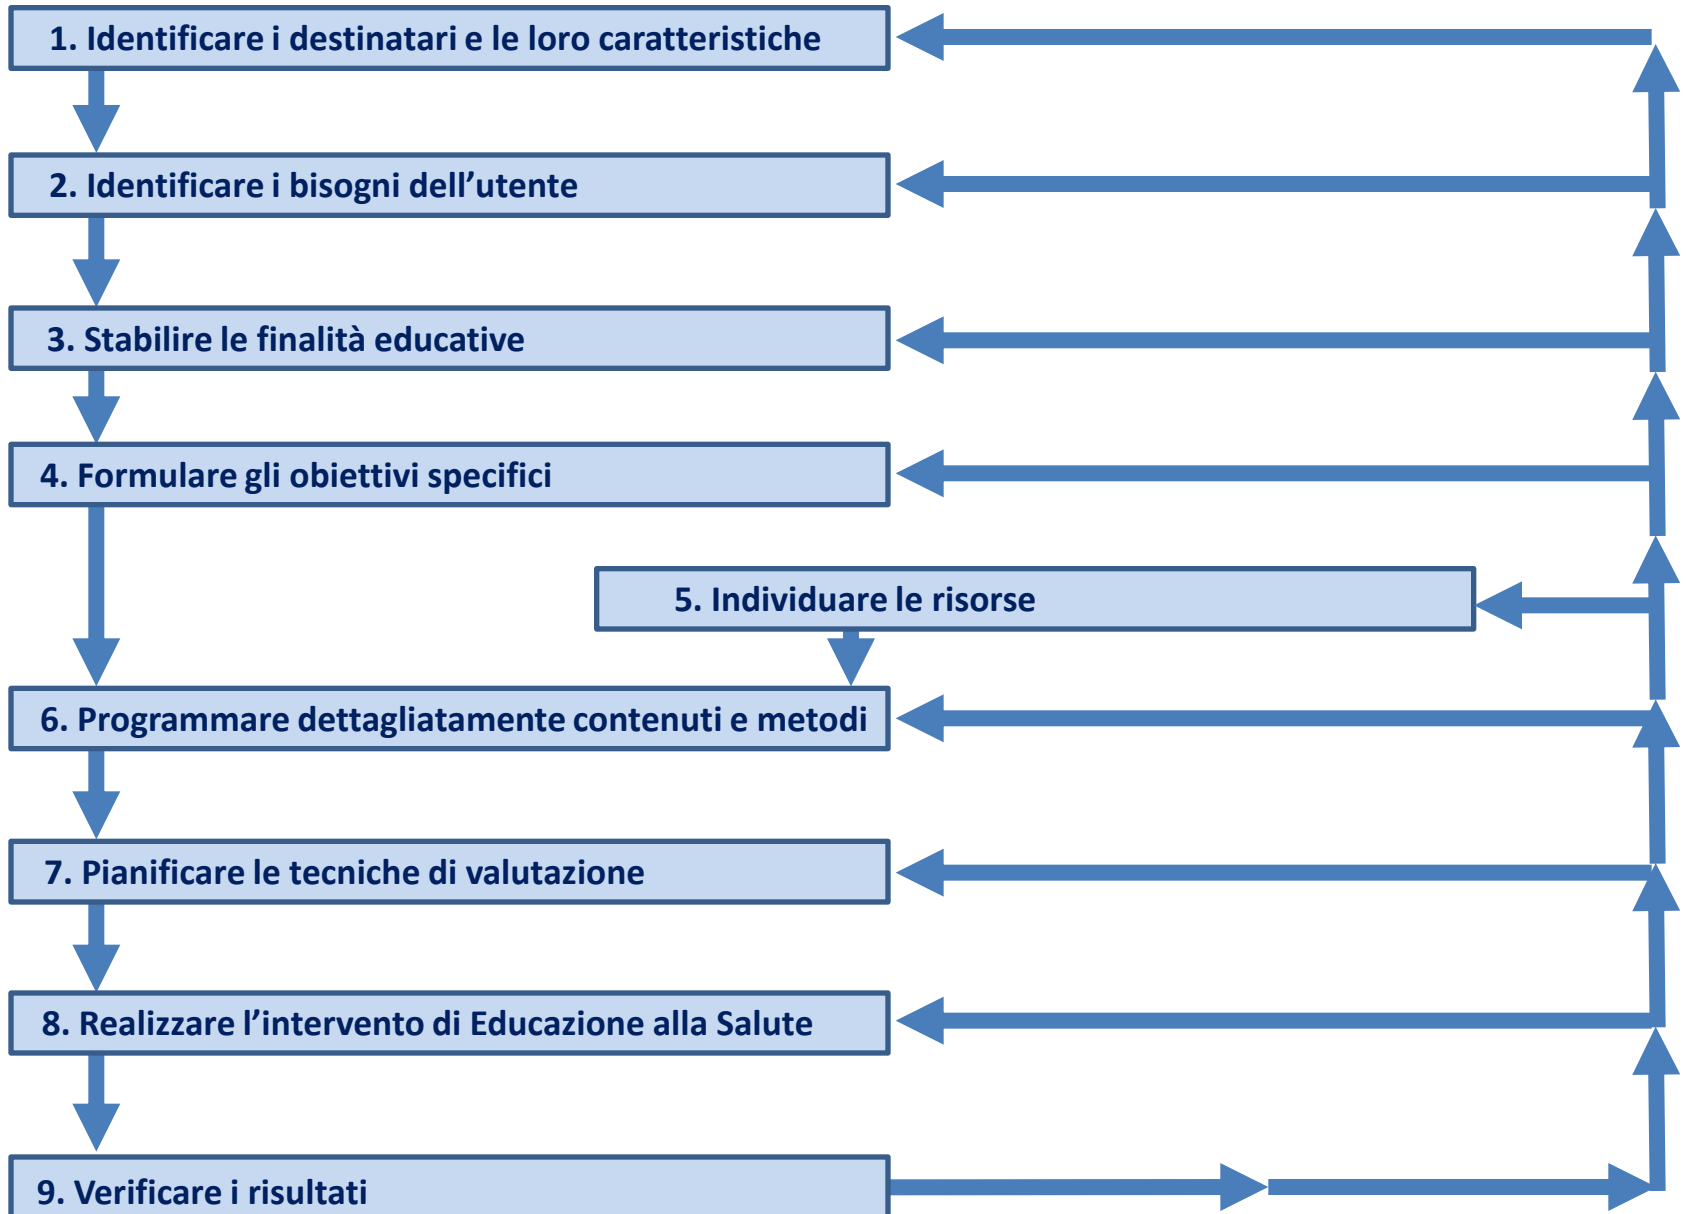 1. Identificare i destinatari e le loro caratteristiche
2. Identificare i bisogni dell’utente
3. Stabilire le finalità educative
4. Formulare gli obiettivi specifici
5. Individuare le risorse
6. Programmare dettagliatamente contenuti e metodi
7. Pianificare le tecniche di valutazione
8. Realizzare l’intervento di Educazione alla Salute
9. Verificare i risultati